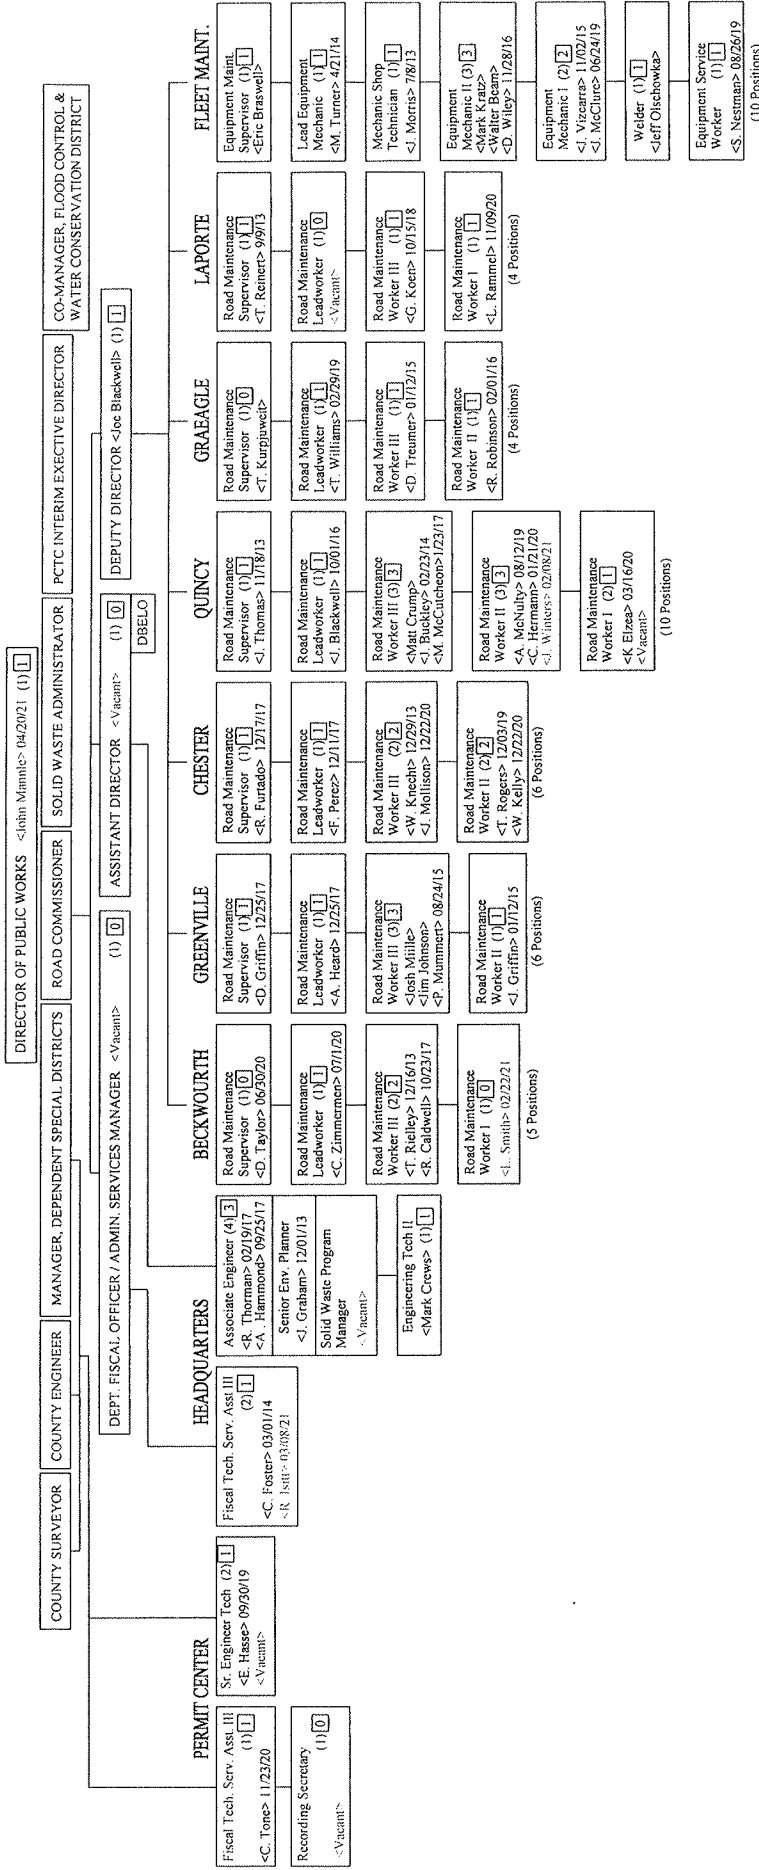 DIRECTOR OF PUBLIC WORKS <John Mannle> 04/20/21 (1) 1
COUNTY SURVEYOR
COUNTY ENGINEER
MANAGER, DEPENDENT SPECIAL DISTRICTS
ROAD COMMISSIONER
SOLID WASTE ADMINISTRATOR
PCTC INTERIM EXECTIVE DIRECTOR
CO-MANAGER, FLOOD CONTROL &
WATER CONSERVATION DISTRICT
DEPT. FISCAL OFFICER / ADMIN. SERVICES MANAGER <Vacant> (1) 0
ASSISTANT DIRECTOR <Vacant> (1) 0
DBELO
DEPUTY DIRECTOR <Joe Blackwell> (1) 1
PERMIT CENTER
Fiscal Tech. Serv. Asst. III
(1) 1
<C. Tone> 11/23/20
Recording Secretary
(1) 0
<Vacant>
Sr. Engineer Tech (2) 1
<E. Hasse> 09/30/19
<Vacant>
HEADQUARTERS
Fiscal Tech. Serv. Asst III
(2) 1
<C. Foster> 03/01/14
<R. Isitt> 03/08/21
Associate Engineer (4) 3
<R. Thorman> 02/19/17
<A . Hammond> 09/25/17
Senior Env. Planner
<J. Graham> 12/01/13
Solid Waste Program
Manager
<Vacant>
Engineering Tech II
<Mark Crews> (1) 1
BECKWOURTH
Road Maintenance
Supervisor (1) 0
<D. Taylor> 06/30/20
Road Maintenance
Leadworker (1) 1
<C. Zimmermen> 07/1/20
Road Maintenance
Worker III (2) 2
<T. Rielley> 12/16/13
<R. Caldwell> 10/23/17
Road Maintenance
Worker I (1) 0
<L. Smith> 02/22/21
(5 Positions)
GREENVILLE
Road Maintenance
Supervisor (1) 1
<D. Griffin> 12/25/17
Road Maintenance
Leadworker (1) 1
<A. Heard> 12/25/17
Road Maintenance
Worker III (3) 3
<Josh Miille>
<Jim Johnson>
<P. Mummert> 08/24/15
Road Maintenance
Worker II (1) 1
<J. Griffin> 01/12/15
(6 Positions)
CHESTER
Road Maintenance
Supervisor (1) 1
<R. Furtado> 12/17/17
Road Maintenance
Leadworker (1) 1
<F. Perez> 12/11/17
Road Maintenance
Worker III (2) 2
<W. Knecht> 12/29/13
<J. Mollison> 12/22/20
Road Maintenance
Worker II (2) 2
<T. Rogers> 12/03/19
<W. Kelly> 12/22/20
(6 Positions)
QUINCY
Road Maintenance
Supervisor (1) 1
<J. Thomas> 11/18/13
Road Maintenance
Leadworker (1) 1
<J. Blackwell> 10/01/16
Road Maintenance
Worker III (3) 3
<Matt Crump>
<J. Buckley> 02/23/14
<M. McCutcheon>1/23/17
Road Maintenance
Worker II (3) 3
<A. McNulty> 08/12/19
<C. Hermann> 01/21/20
<J. Winters> 02/08/21
Road Maintenance
Worker I (2) 1
<K Elzea> 03/16/20
<Vacant>
(10 Positions)
GRAEAGLE
Road Maintenance
Supervisor (1) 0
<T. Kurpjuweit>
Road Maintenance
Leadworker (1) 1
<T. Williams> 02/29/19
Road Maintenance
Worker III (1) 1
<D. Treumer> 01/12/15
Road Maintenance
Worker II (1) 1
<R. Robinson> 02/01/16
(4 Positions)
LAPORTE
Road Maintenance
Supervisor (1) 1
<T. Reinert> 9/9/13
Road Maintenance
Leadworker (1) 0
<Vacant>
Road Maintenance
Worker III (1) 1
<G. Koen> 10/15/18
Road Maintenance
Worker I (1) 1
<L. Rammel> 11/09/20
(4 Positions)
FLEET MAINT.
Equipment Maint.
Supervisor (1) 1
<Eric Braswell>
Lead Equipment
Mechanic (1) 1
<M. Turner> 4/21/14
Mechanic Shop
Technician (1) 1
<J. Morris> 7/8/13
Equipment
Mechanic II (3) 3
<Mark Kratz>
<Walter Beam>
<D. Wiley> 11/28/16
Equipment
Mechanic I (2) 2
<J. Vizcarra> 11/02/15
<J. McClure> 06/24/19
Welder (1) 1
<Jeff Olschowka>
Equipment Service
Worker (1) 1
<S. Nestman> 08/26/19
(10 Positions)